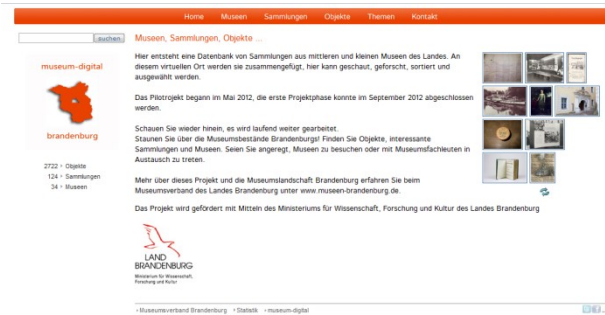 Home Museen Sammlungen Objekte Themen Kontakt
suchen
museum-digital
brandenburg
2722 Objekte
124 Sammlungen
34 Museen
Museen, Sammlungen, Objekte ...
Hier entsteht eine Datenbank von Sammlungen aus mittleren und kleinen Museen des Landes. An
diesem virtuellen Ort werden sie zusammengefügt, hier kann geschaut, geforscht, sortiert und
ausgewählt werden.
Das Pilotrojekt begann im Mai 2012, die erste Projektphase konnte im September 2012 abgeschlossen
werden.
Schauen Sie wieder hinein, es wird laufend weiter gearbeitet.
Staunen Sie über die Museumsbestände Brandenburgs! Finden Sie Objekte, interessante
Sammlungen und Museen. Seien Sie angeregt, Museen zu besuchen oder mit Museumsfachleuten in
Austausch zu treten.
Mehr über dieses Projekt und die Museumslandschaft Brandenburg erfahren Sie beim
Museumsverband des Landes Brandenburg unter www.museen-brandenburg.de.
Das Projekt wird gefördert mit Mitteln des Ministeriums für Wissenschaft, Forschung und Kultur des Landes Brandenburg
LAND
BRANDENBURG
Ministerium für Wissenschaft,
Forschung und Kultur
Museumsverband Brandenburg Statistik museum-digital